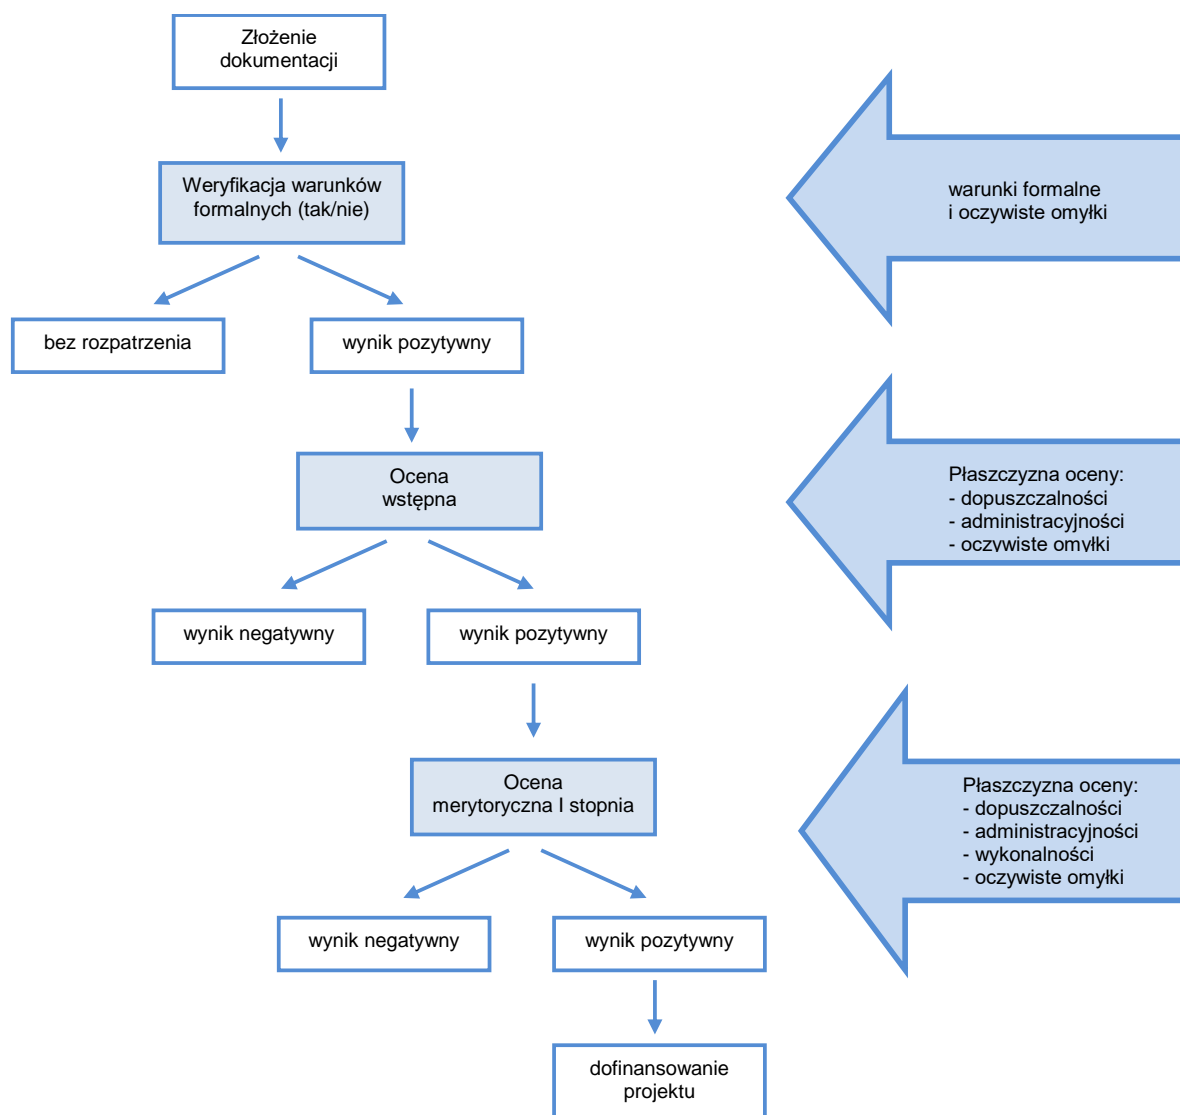 Złożenie
dokumentacji
Weryfikacja warunków
formalnych (tak/nie)
warunki formalne
i oczywiste omyłki
bez rozpatrzenia
wynik pozytywny
Ocena
wstępna
Płaszczyzna oceny:
- dopuszczalności
- administracyjności
- oczywiste omyłki
wynik negatywny
wynik pozytywny
Ocena
merytoryczna I stopnia
Płaszczyzna oceny:
- dopuszczalności
- administracyjności
- wykonalności
- oczywiste omyłki
wynik negatywny
wynik pozytywny
dofinansowanie
projektu